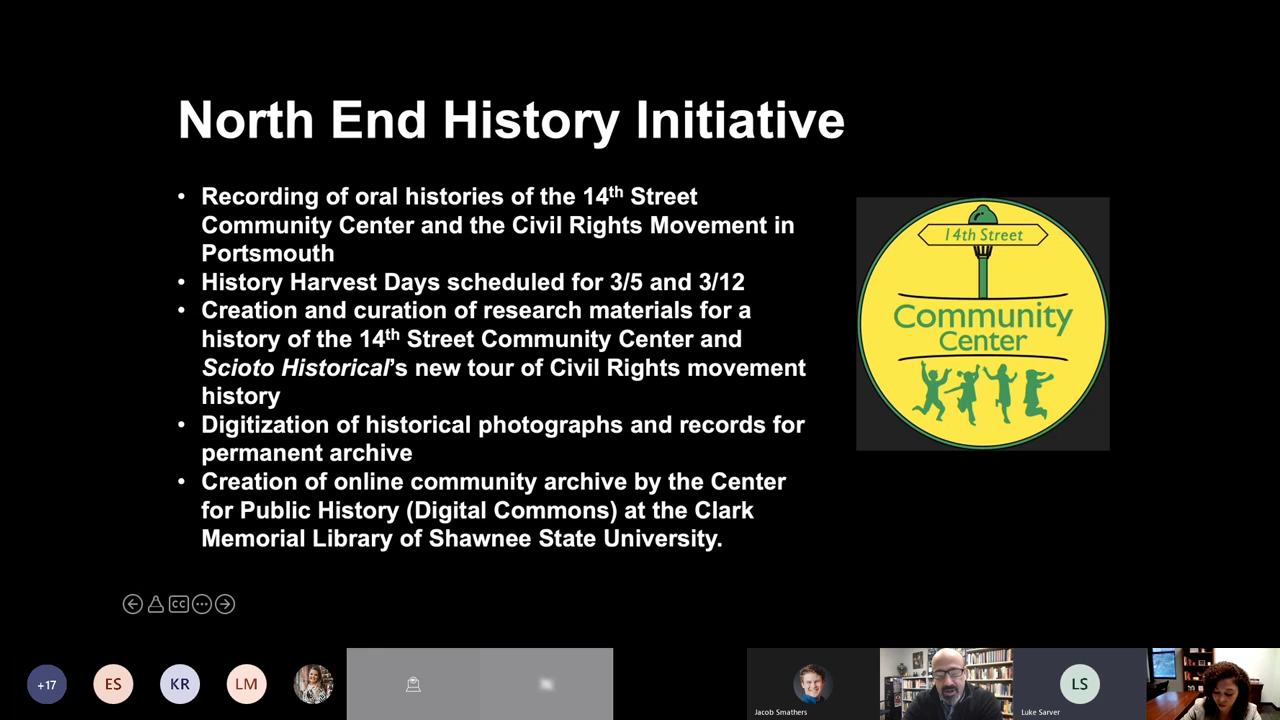 North End History Initiative
• Recording of oral histories of the 14th Street
Community Center and the Civil Rights Movement in
Portsmouth
• History Harvest Days scheduled for 3/5 and 3/12
• Creation and curation of research materials for a
history of the 14th Street Community Center and
Scioto Historical's new tour of Civil Rights movement
history
• Digitization of historical photographs and records for
permanent archive
• Creation of online community archive by the Center
for Public History (Digital Commons) at the Clark
Memorial Library of Shawnee State University.
14th Street
Community
Center
CC
+17
ES
KR
LM
Jacob Smathers
LS
Luke Sarver